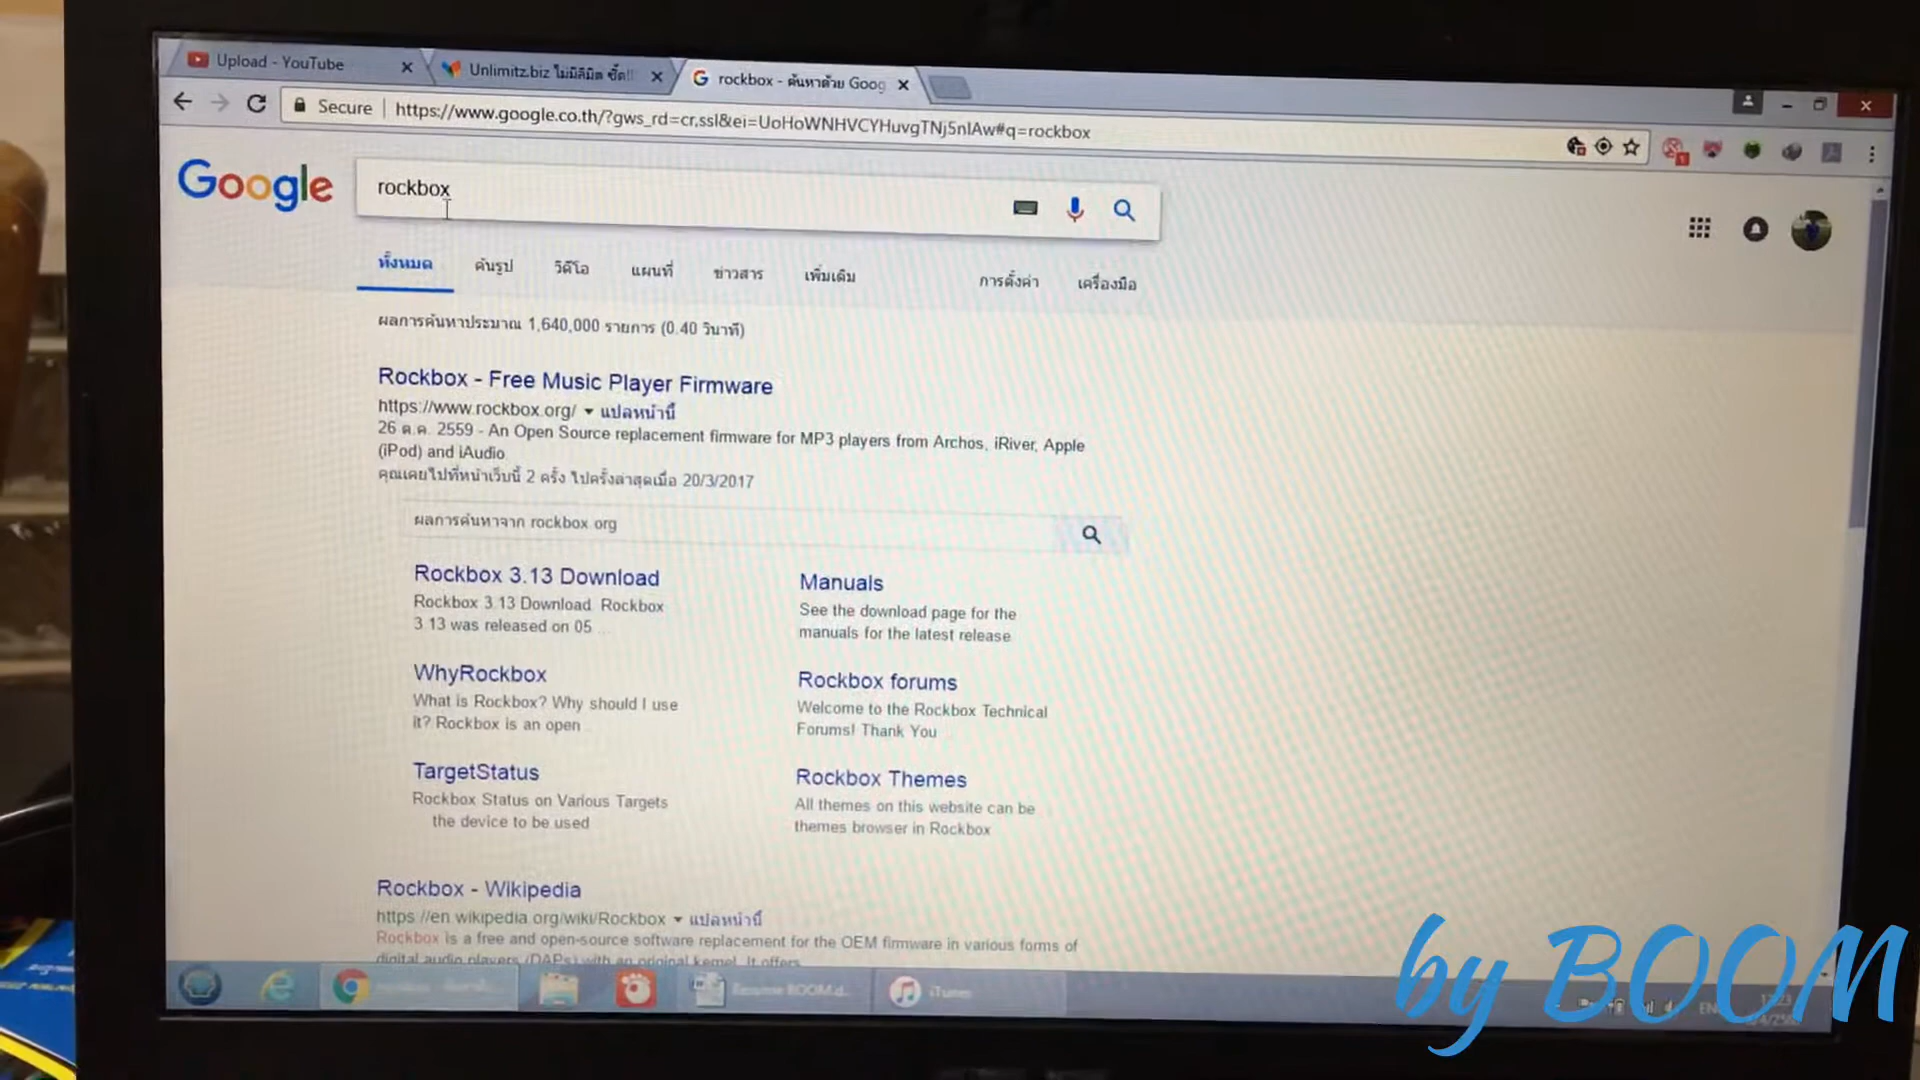 Upload - YouTube
Unlimitz.biz ไม่มีลิมิต ซี๊ด!!
rockbox - ค้นหาด้วย Goog
Secure
https://www.google.co.th/?gws_rd=cr,ssl&ei=UoHoWNHVCYHuvgTNj5nIAw#q=rockbox
Google
rockbox
ทั้งหมด ค้นรูป วิดีโอ แผนที่ ข่าวสาร เพิ่มเติม การตั้งค่า เครื่องมือ
ผลการค้นหาประมาณ 1,640,000 รายการ (0.40 วินาที)
Rockbox - Free Music Player Firmware
https://www.rockbox.org/ แปลหน้านี้
26 ต.ค. 2559 - An Open Source replacement firmware for MP3 players from Archos, iRiver, Apple
(iPod) and iAudio
คุณเคยไปที่หน้าเว็บนี้ 2 ครั้ง ไปครั้งล่าสุดเมื่อ 20/3/2017
ผลการค้นหาจาก rockbox org
Rockbox 3.13 Download
Rockbox 3.13 Download. Rockbox
3.13 was released on 05 ...
Manuals
See the download page for the
manuals for the latest release
WhyRockbox
What is Rockbox? Why should I use
it? Rockbox is an open
Rockbox forums
Welcome to the Rockbox Technical
Forums! Thank You
TargetStatus
Rockbox Status on Various Targets
the device to be used
Rockbox Themes
All themes on this website can be
themes browser in Rockbox
Rockbox - Wikipedia
https://en.wikipedia.org/wiki/Rockbox แปลหน้านี้
Rockbox is a free and open-source software replacement for the OEM firmware in various forms of
digital audio players (DAPs) with an original kernel. It offers
Resume BOOM.d...
iTunes
by BOOM